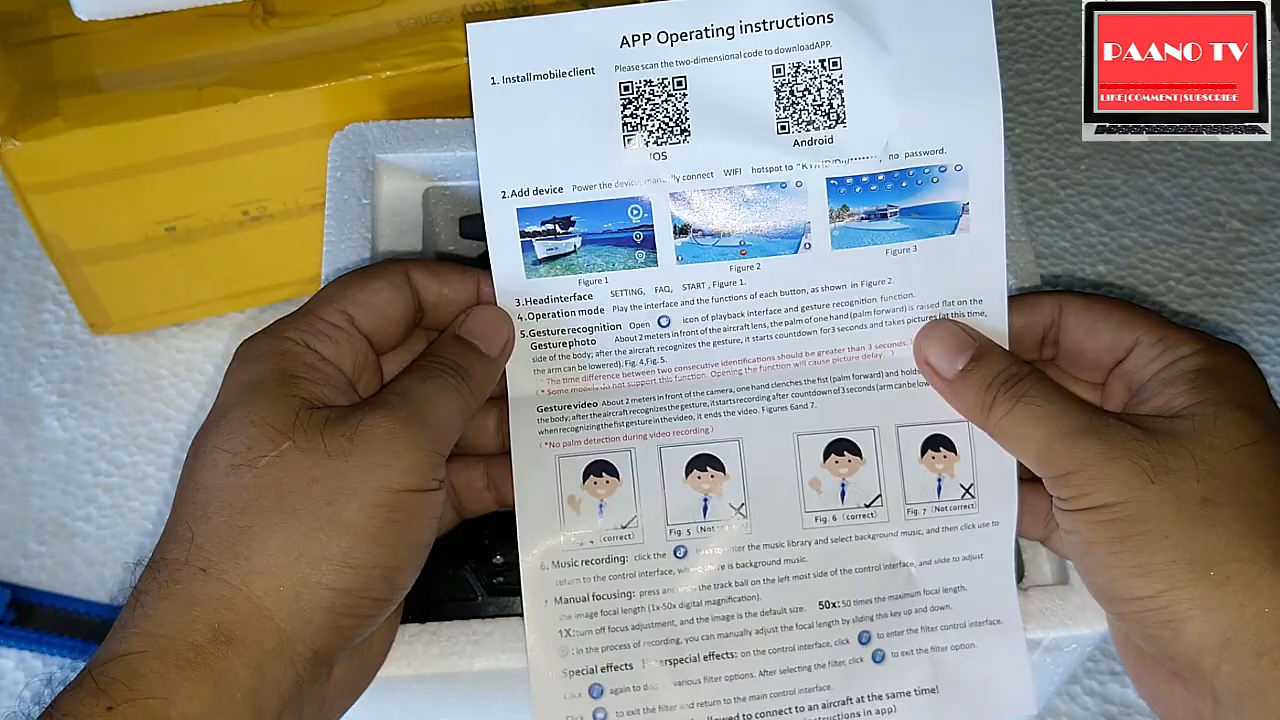 PAANO TV
LIKE|COMMENT|SUBSCRIBE
APP Operating instructions
1. Install mobile client Please scan the two-dimensional code to downloadAPP.
IOS Android
2.Add device Power the device, manually connect WIFI hotspot to no password.
Figure 1 Figure 2 Figure 3
3.Head interface SETTING, FAQ, START, Figure 1.
4.Operation mode Play the interface and the functions of each button, as shown in Figure 2.
5.Gesture recognition Open icon of playback interface and gesture recognition function.
Gesture photo About 2 meters in front of the aircraft lens, the palm of one hand (palm forward) is raised flat on the
side of the body; after the aircraft recognizes the gesture, it starts countdown for3 seconds and takes pictures (at this time,
the arm can be lowered). Fig. 4,Fig. 5.
* The time difference between two consecutive identifications should be greater than 3 seconds.
( * Some models do not support this function. Opening the function will cause picture delay. )
Gesture video About 2 meters in front of the camera, one hand clenches the fist (palm forward) and holds
the body; after the aircraft recognizes the gesture, it starts recording after countdown of 3 seconds (arm can be
when recognizing the fist gesture in the video, it ends the video. Figures 6and 7.
( *No palm detection during video recording )
Fig. 4 (correct) Fig. 5 (Not Fig. 6 (correct) Fig. 7 (Not correct)
6. Music recording: click the enter the music library and select background music, and then click use to
return to the control interface, where there is background music.
7 Manual focusing: press and the track ball on the left most side of the control interface, and slide to adjust
the image focal length (1x-50x digital magnification).
1X:turn off focus adjustment, and the image is the default size. 50x: 50 times the maximum focal length.
: in the process of recording, you can manually adjust the focal length by sliding this key up and down.
Special effects special effects: on the control interface, click to enter the filter control interface.
Click again to various filter options. After selecting the filter, click to exit the filter option.
Click to exit the filter and return to the main control interface.
to connect to an aircraft at the same time!
in app)